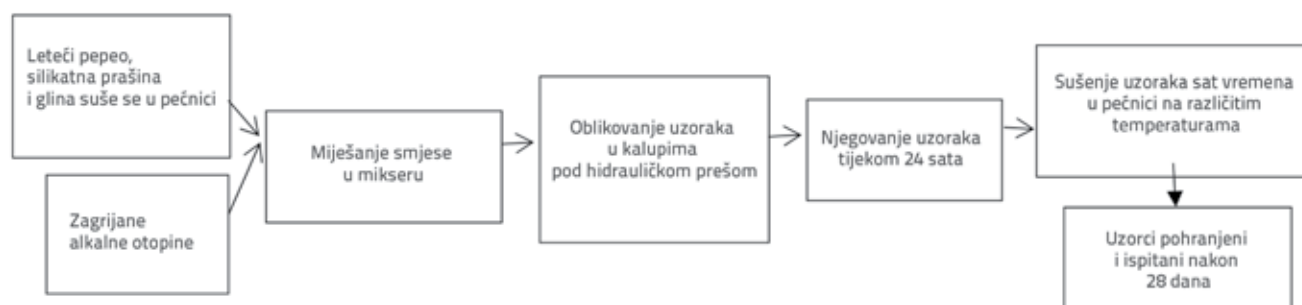 Leteći pepeo,
silikatna prašina
i glina suše se u pećnici
Zagrijane
alkalne otopine
Miješanje smjese
u mikseru
Oblikovanje uzoraka
u kalupima
pod hidrauličkom prešom
Njegovanje uzoraka
tijekom 24 sata
Sušenje uzoraka sat vremena
u pećnici na različitim
temperaturama
Uzorci pohranjeni
i ispitani nakon
28 dana